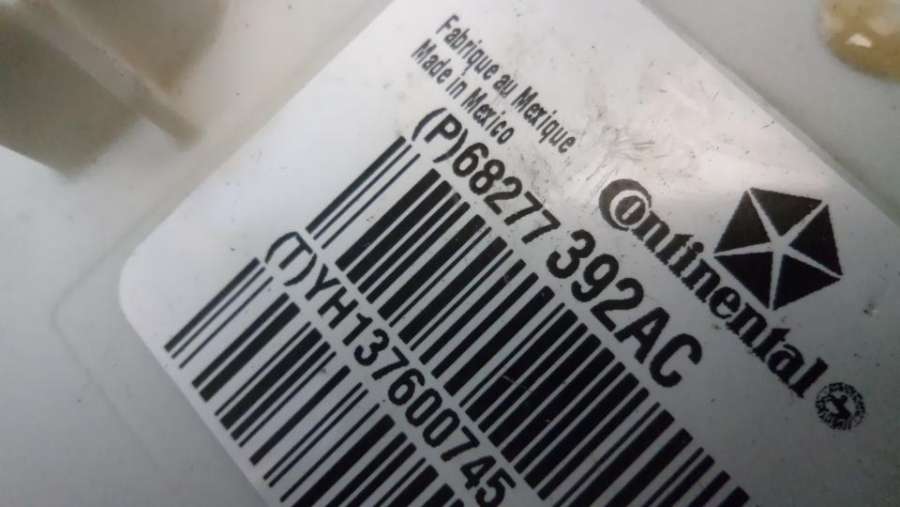 Fabrique au Mexique
Made in Mexico
(P)68277 392AC
Continental
(T)YH137600745